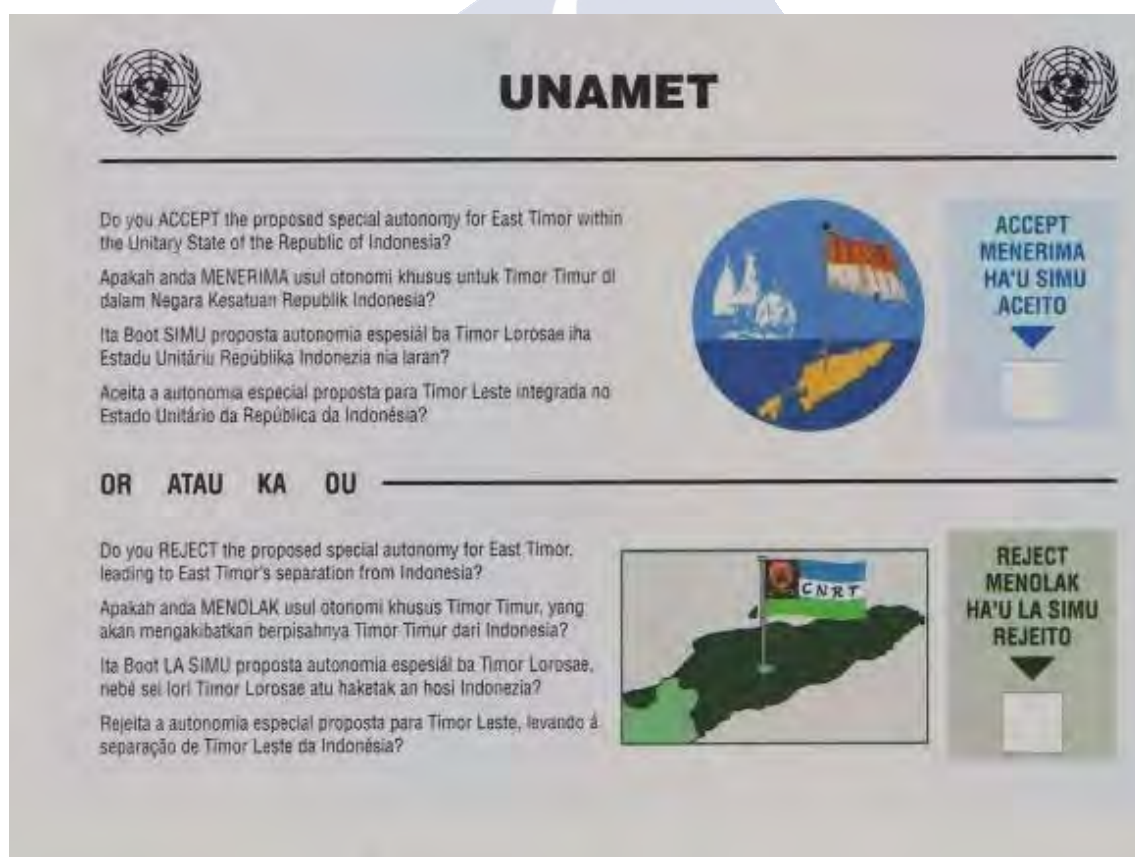 UNAMET
Do you ACCEPT the proposed special autonomy for East Timor within
the Unitary State of the Republic of Indonesia?
Apakah anda MENERIMA usul otonomi khusus untuk Timor Timur di
dalam Negara Kesatuan Republik Indonesia?
Ita Boot SIMU proposta autonomia espesiál ba Timor Lorosae iha
Estadu Unitáriu Repúblika Indonezia nia laran?
Aceita a autonomia especial proposta para Timor Leste integrada no
Estado Unitário da República da Indonésia?
ACCEPT
MENERIMA
HA'U SIMU
ACEITO
OR ATAU KA OU
Do you REJECT the proposed special autonomy for East Timor,
leading to East Timor's separation from Indonesia?
Apakah anda MENOLAK usul otonomi khusus Timor Timur, yang
akan mengakibatkan berpisahnya Timor Timur dari Indonesia?
Ita Boot LA SIMU proposta autonomia espesiál ba Timor Lorosae,
nebé sei lori Timor Lorosae atu haketak an hosi Indonezia?
Rejeita a autonomia especial proposta para Timor Leste, levando á
separação de Timor Leste da Indonésia?
CNRT
REJECT
MENOLAK
HA'U LA SIMU
REJEITO